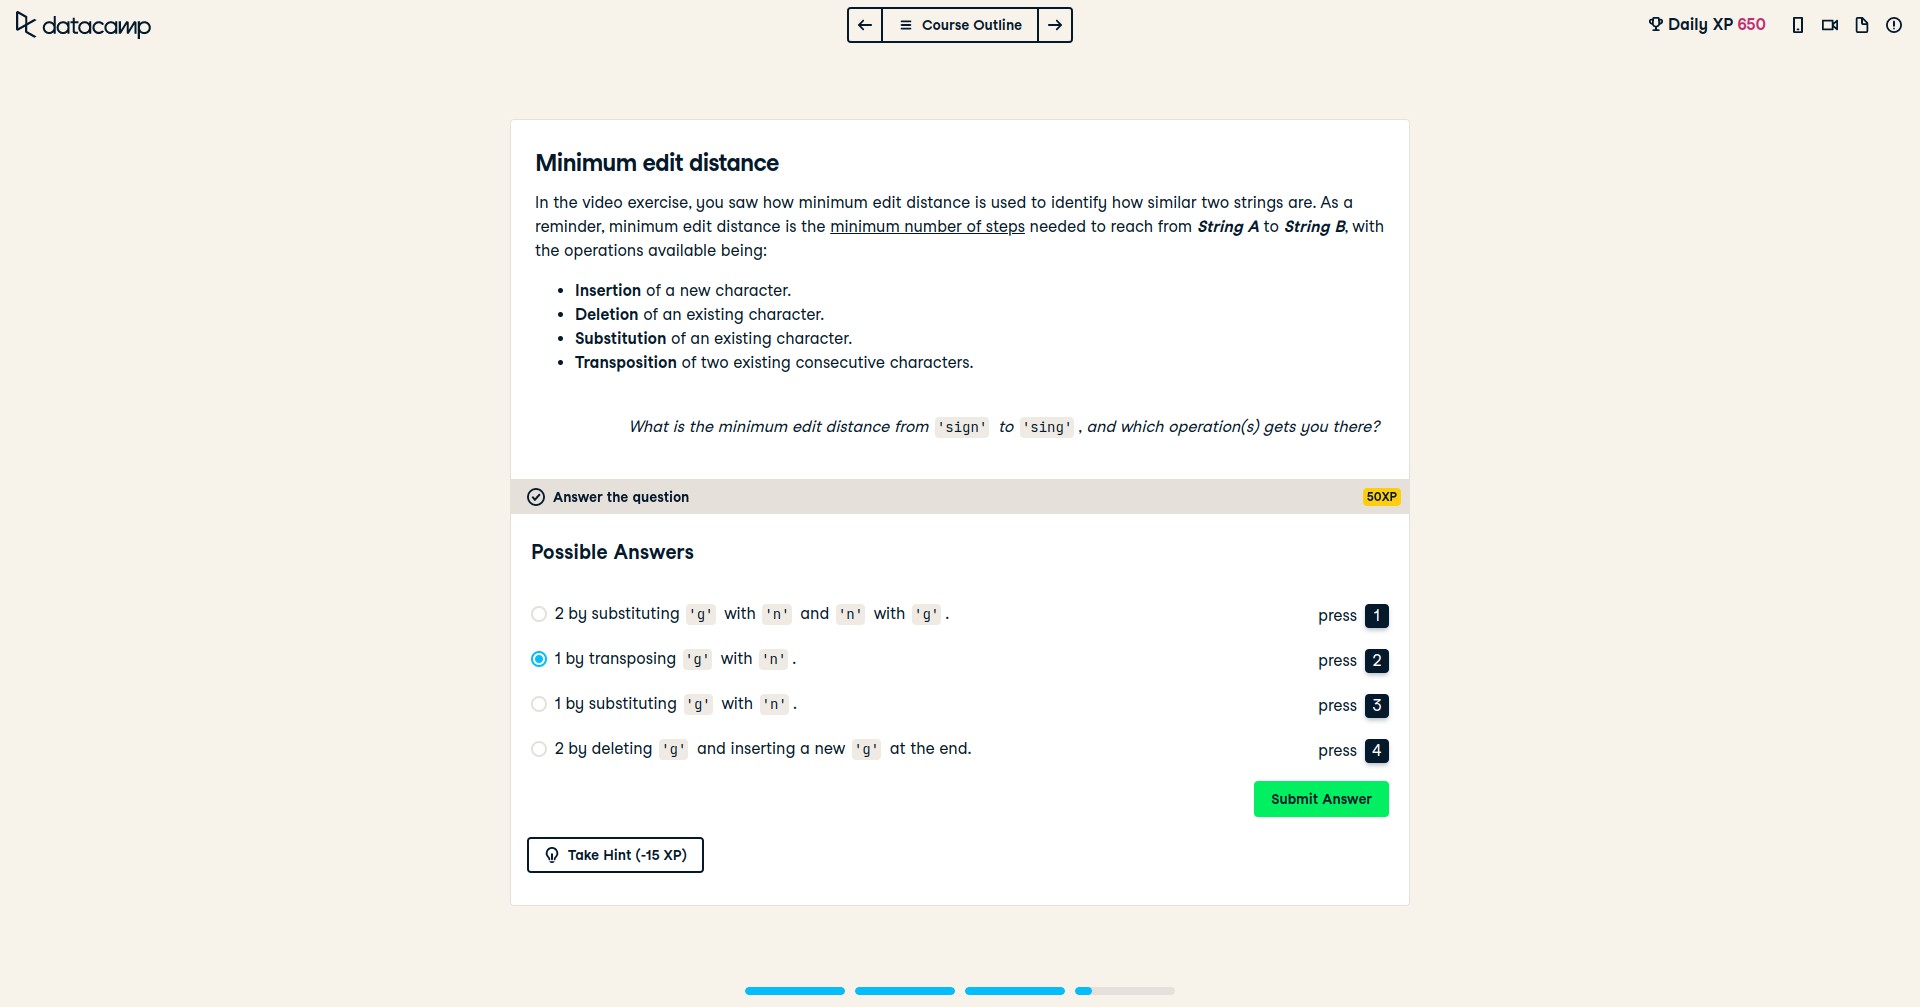 datacamp
Course Outline
Daily XP 650
Minimum edit distance
In the video exercise, you saw how minimum edit distance is used to identify how similar two strings are. As a
reminder, minimum edit distance is the minimum number of steps needed to reach from String A to String B, with
the operations available being:
• Insertion of a new character.
• Deletion of an existing character.
• Substitution of an existing character.
• Transposition of two existing consecutive characters.
What is the minimum edit distance from 'sign' to 'sing', and which operation(s) gets you there?
Answer the question
50XP
Possible Answers
2 by substituting 'g' with 'n' and 'n' with 'g'.
press 1
1 by transposing 'g' with 'n'.
press 2
1 by substituting 'g' with 'n'.
press 3
2 by deleting 'g' and inserting a new 'g' at the end.
press 4
Submit Answer
Take Hint (-15 XP)